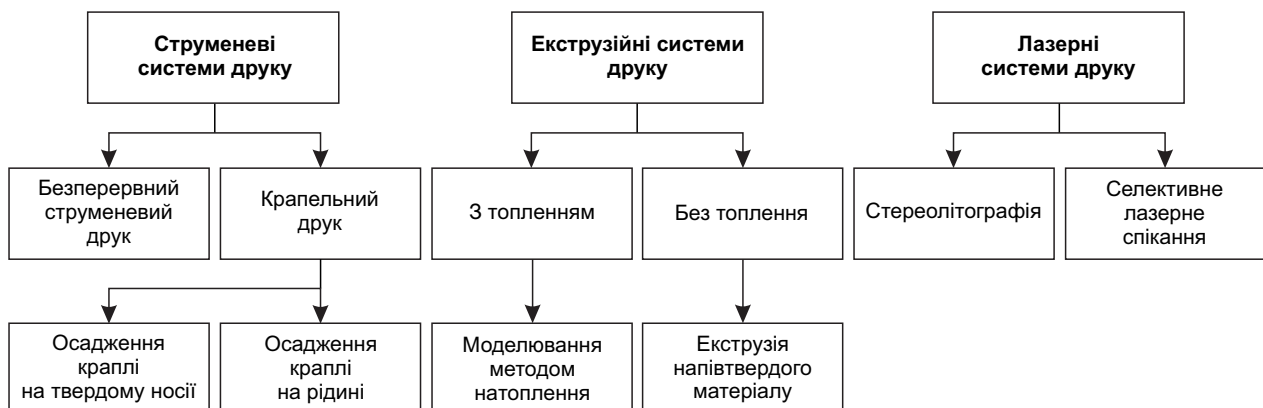 Струменеві
системи друку
Екструзійні системи
друку
Лазерні
системи друку
Безперервний
струменевий
друк
Крапельний
друк
З топленням
Без топлення
Стереолітографія
Селективне
лазерне
спікання
Осадження
краплі
на твердому носії
Осадження
краплі
на рідині
Моделювання
методом
натоплення
Екструзія
напівтвердого
матеріалу